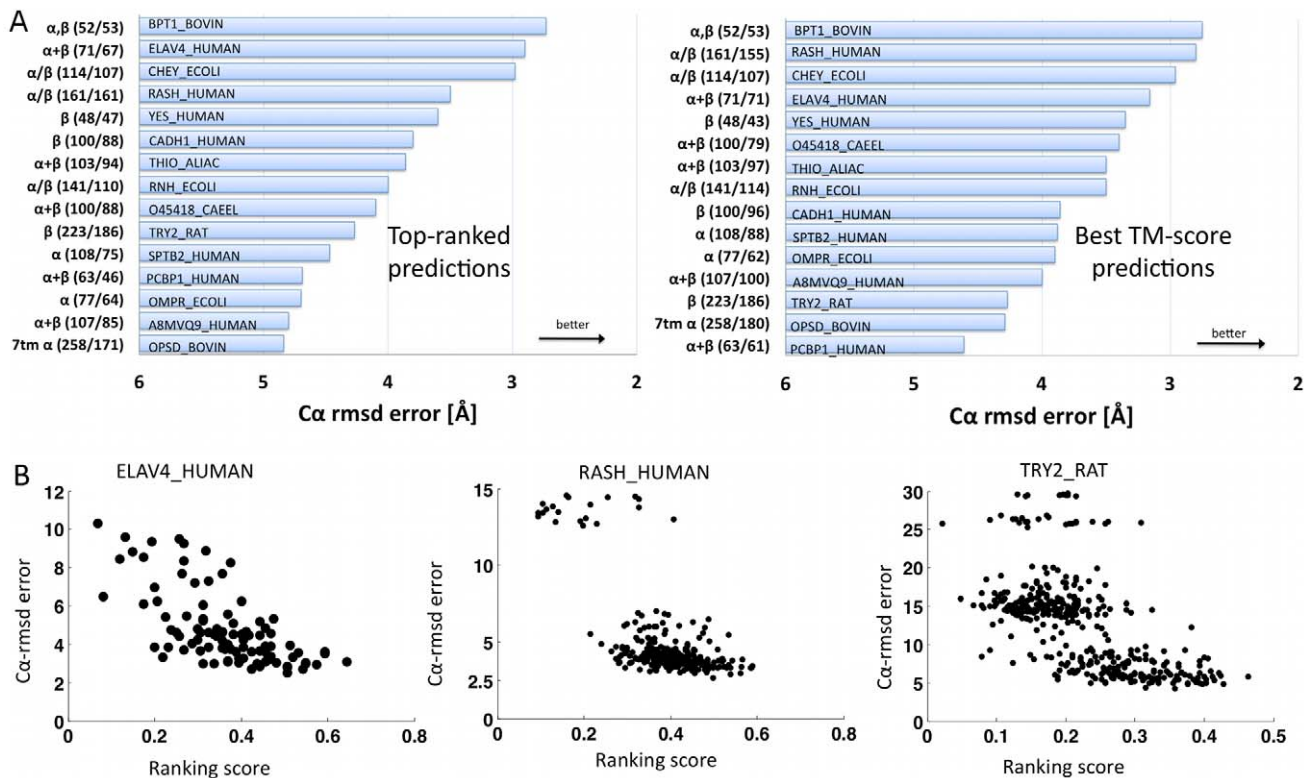 A
α,β (52/53) BPT1_BOVIN
α+β (71/67) ELAV4_HUMAN
α/β (114/107) CHEY_ECOLI
α/β (161/161) RASH_HUMAN
β (48/47) YES_HUMAN
β (100/88) CADH1_HUMAN
α+β (103/94) THIO_ALIAC
α/β (141/110) RNH_ECOLI
α+β (100/88) O45418_CAEEL
β (223/186) TRY2_RAT
α (108/75) SPTB2_HUMAN
α+β (63/46) PCBP1_HUMAN
α (77/64) OMPR_ECOLI
α+β (107/85) A8MVQ9_HUMAN
7tm α (258/171) OPSD_BOVIN
Top-ranked
predictions
better
6 5 4 3 2
Cα rmsd error [Å]
α,β (52/53) BPT1_BOVIN
α/β (161/155) RASH_HUMAN
α/β (114/107) CHEY_ECOLI
α+β (71/71) ELAV4_HUMAN
β (48/43) YES_HUMAN
α+β (100/79) O45418_CAEEL
α+β (103/97) THIO_ALIAC
α/β (141/114) RNH_ECOLI
β (100/96) CADH1_HUMAN
α (108/88) SPTB2_HUMAN
α (77/62) OMPR_ECOLI
α+β (107/100) A8MVQ9_HUMAN
β (223/186) TRY2_RAT
7tm α (258/180) OPSD_BOVIN
α+β (63/61) PCBP1_HUMAN
Best TM-score
predictions
better
6 5 4 3 2
Cα rmsd error [Å]
B
ELAV4_HUMAN
Cα-rmsd error
12
10
8
6
4
2
0
0 0.2 0.4 0.6 0.8
Ranking score
RASH_HUMAN
Cα-rmsd error
15
10
5
2.5
0
0 0.2 0.4 0.6 0.8
Ranking score
TRY2_RAT
Cα-rmsd error
30
25
20
15
10
5
0
0 0.1 0.2 0.3 0.4 0.5
Ranking score